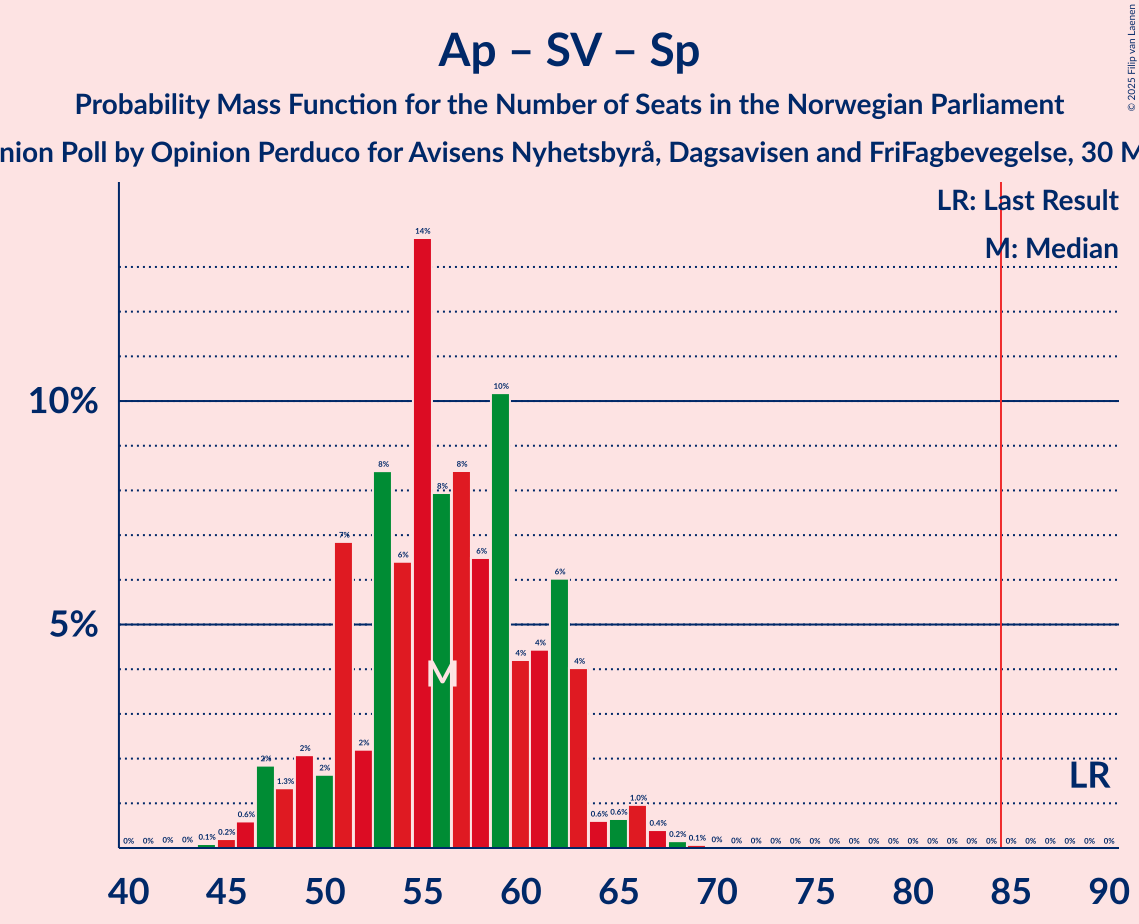 Ap – SV – Sp
Probability Mass Function for the Number of Seats in the Norwegian Parliament
nion Poll by Opinion Perduco for Avisens Nyhetsbyrå, Dagsavisen and FriFagbevegelse, 30 M
© 2025 Filip van Laenen
LR: Last Result
M: Median
14%
10%
10%
8% 8% 8%
7% 6% 6% 6%
5%
4% 4% 4%
M
2% 1.3% 2% 2% 2%
LR
0% 0% 0% 0% 0.1% 0.2% 0.6% 0.6% 0.6% 1.0% 0.4% 0.2% 0.1% 0% 0% 0% 0% 0% 0% 0% 0% 0% 0% 0% 0% 0% 0% 0% 0% 0% 0% 0% 0% 0% 0%
40 45 50 55 60 65 70 75 80 85 90